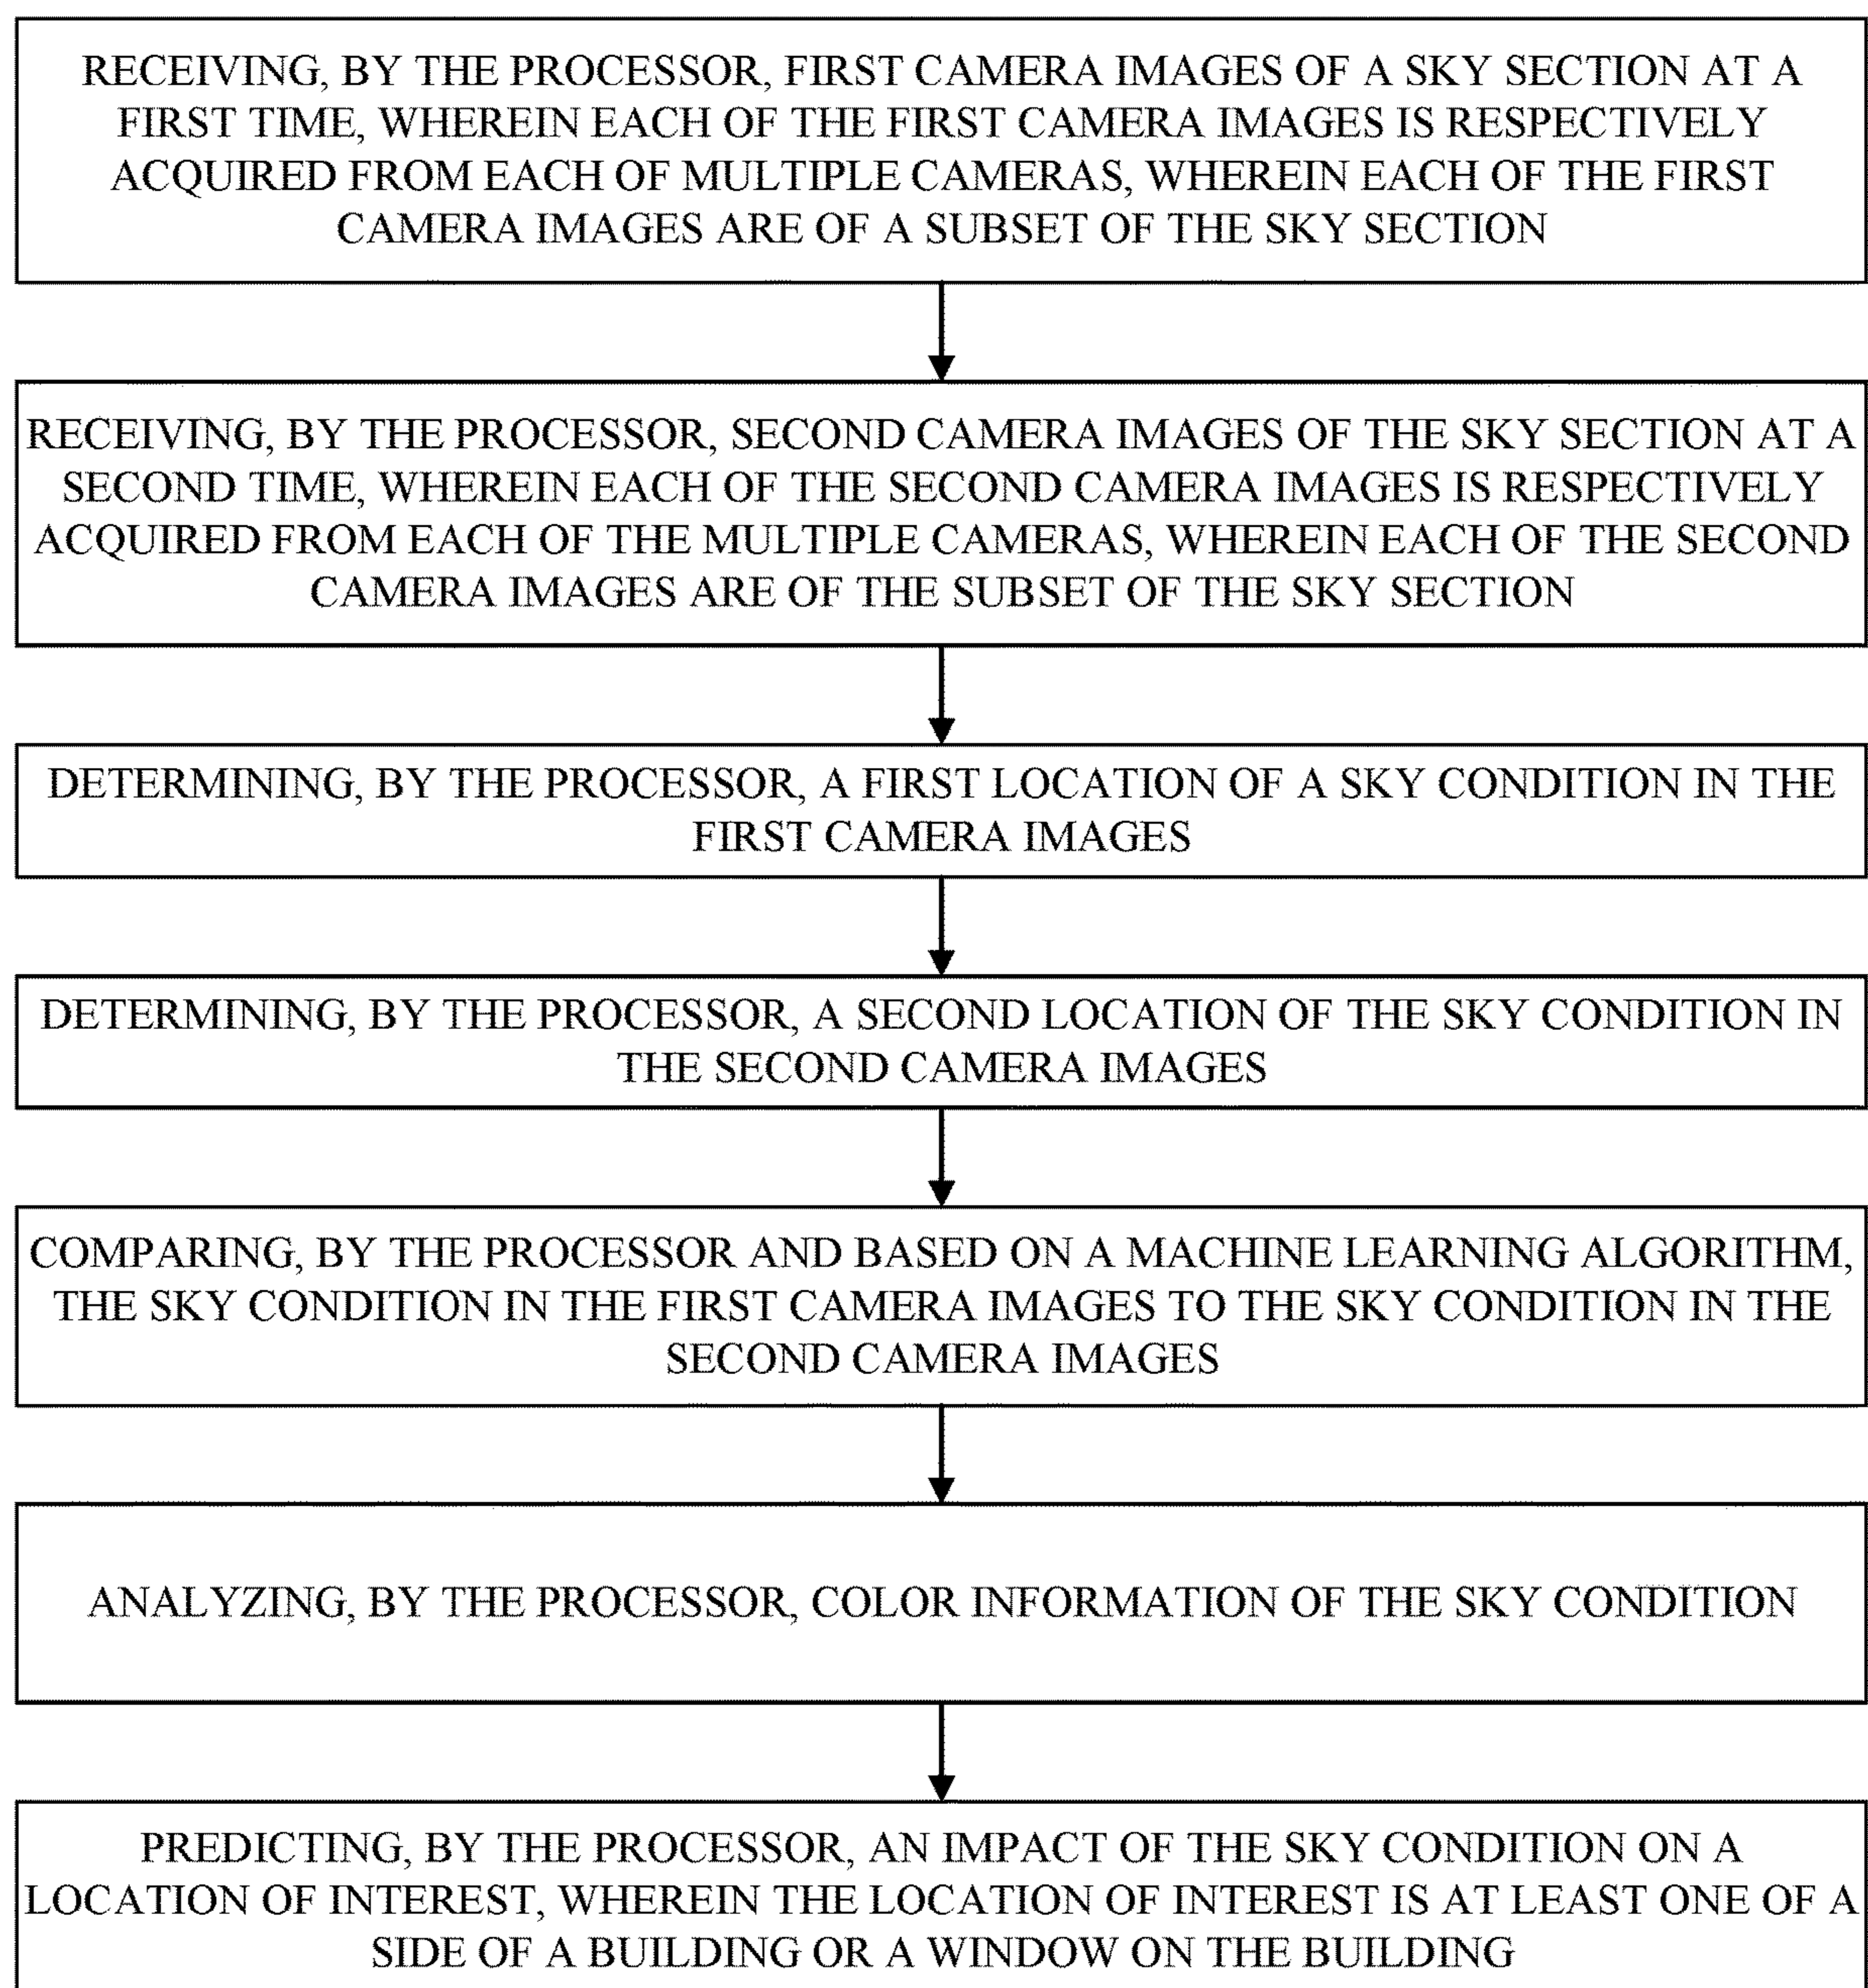 RECEIVING, BY THE PROCESSOR, FIRST CAMERA IMAGES OF A SKY SECTION AT A
FIRST TIME, WHEREIN EACH OF THE FIRST CAMERA IMAGES IS RESPECTIVELY
ACQUIRED FROM EACH OF MULTIPLE CAMERAS, WHEREIN EACH OF THE FIRST
CAMERA IMAGES ARE OF A SUBSET OF THE SKY SECTION
RECEIVING, BY THE PROCESSOR, SECOND CAMERA IMAGES OF THE SKY SECTION AT A
SECOND TIME, WHEREIN EACH OF THE SECOND CAMERA IMAGES IS RESPECTIVELY
ACQUIRED FROM EACH OF THE MULTIPLE CAMERAS, WHEREIN EACH OF THE SECOND
CAMERA IMAGES ARE OF THE SUBSET OF THE SKY SECTION
DETERMINING, BY THE PROCESSOR, A FIRST LOCATION OF A SKY CONDITION IN THE
FIRST CAMERA IMAGES
DETERMINING, BY THE PROCESSOR, A SECOND LOCATION OF THE SKY CONDITION IN
THE SECOND CAMERA IMAGES
COMPARING, BY THE PROCESSOR AND BASED ON A MACHINE LEARNING ALGORITHM,
THE SKY CONDITION IN THE FIRST CAMERA IMAGES TO THE SKY CONDITION IN THE
SECOND CAMERA IMAGES
ANALYZING, BY THE PROCESSOR, COLOR INFORMATION OF THE SKY CONDITION
PREDICTING, BY THE PROCESSOR, AN IMPACT OF THE SKY CONDITION ON A
LOCATION OF INTEREST, WHEREIN THE LOCATION OF INTEREST IS AT LEAST ONE OF A
SIDE OF A BUILDING OR A WINDOW ON THE BUILDING